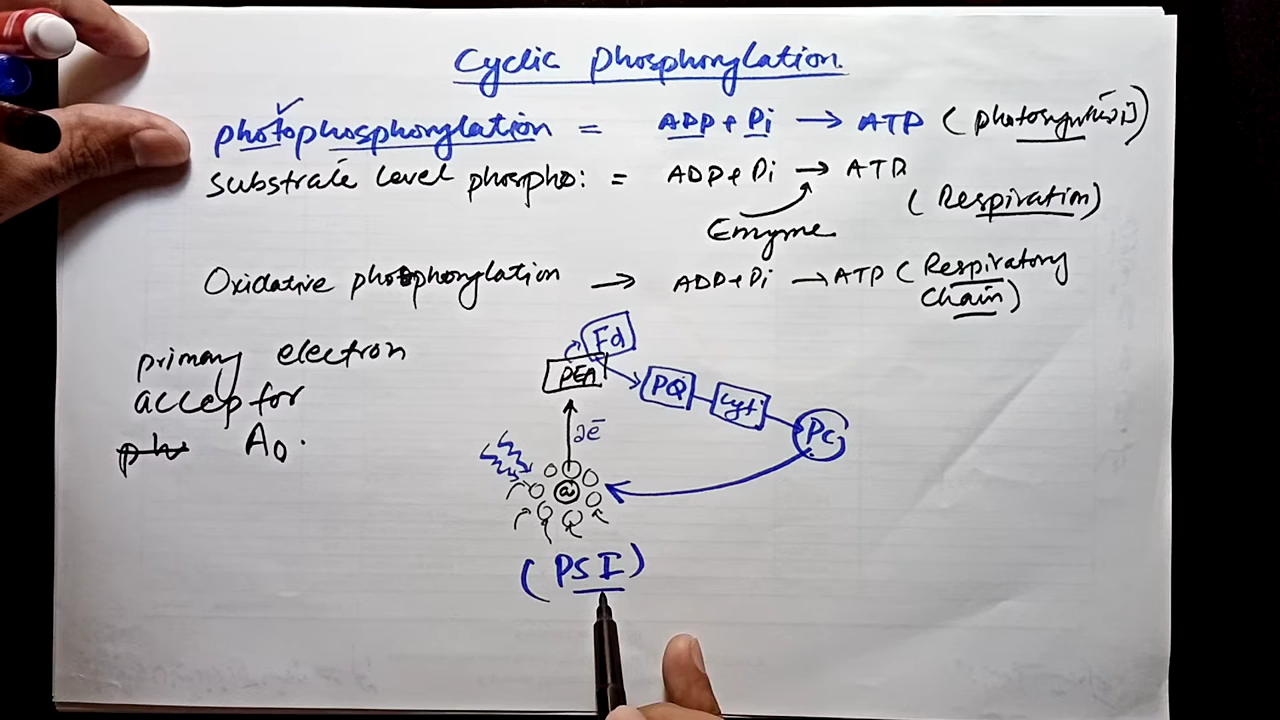 Cyclic phosphorylation
photophosphorylation = ADP + Pi → ATP (photosynthesis)
Substrate level phospho: = ADP + Pi → ATP
(Respiration)
Enzyme
Oxidative phosphorylation → ADP + Pi → ATP (Respiratory
chain)
primary electron
acceptor
A0.
Fd
PEA
PQ
cyt
Pc
2e-
a
(PSI)